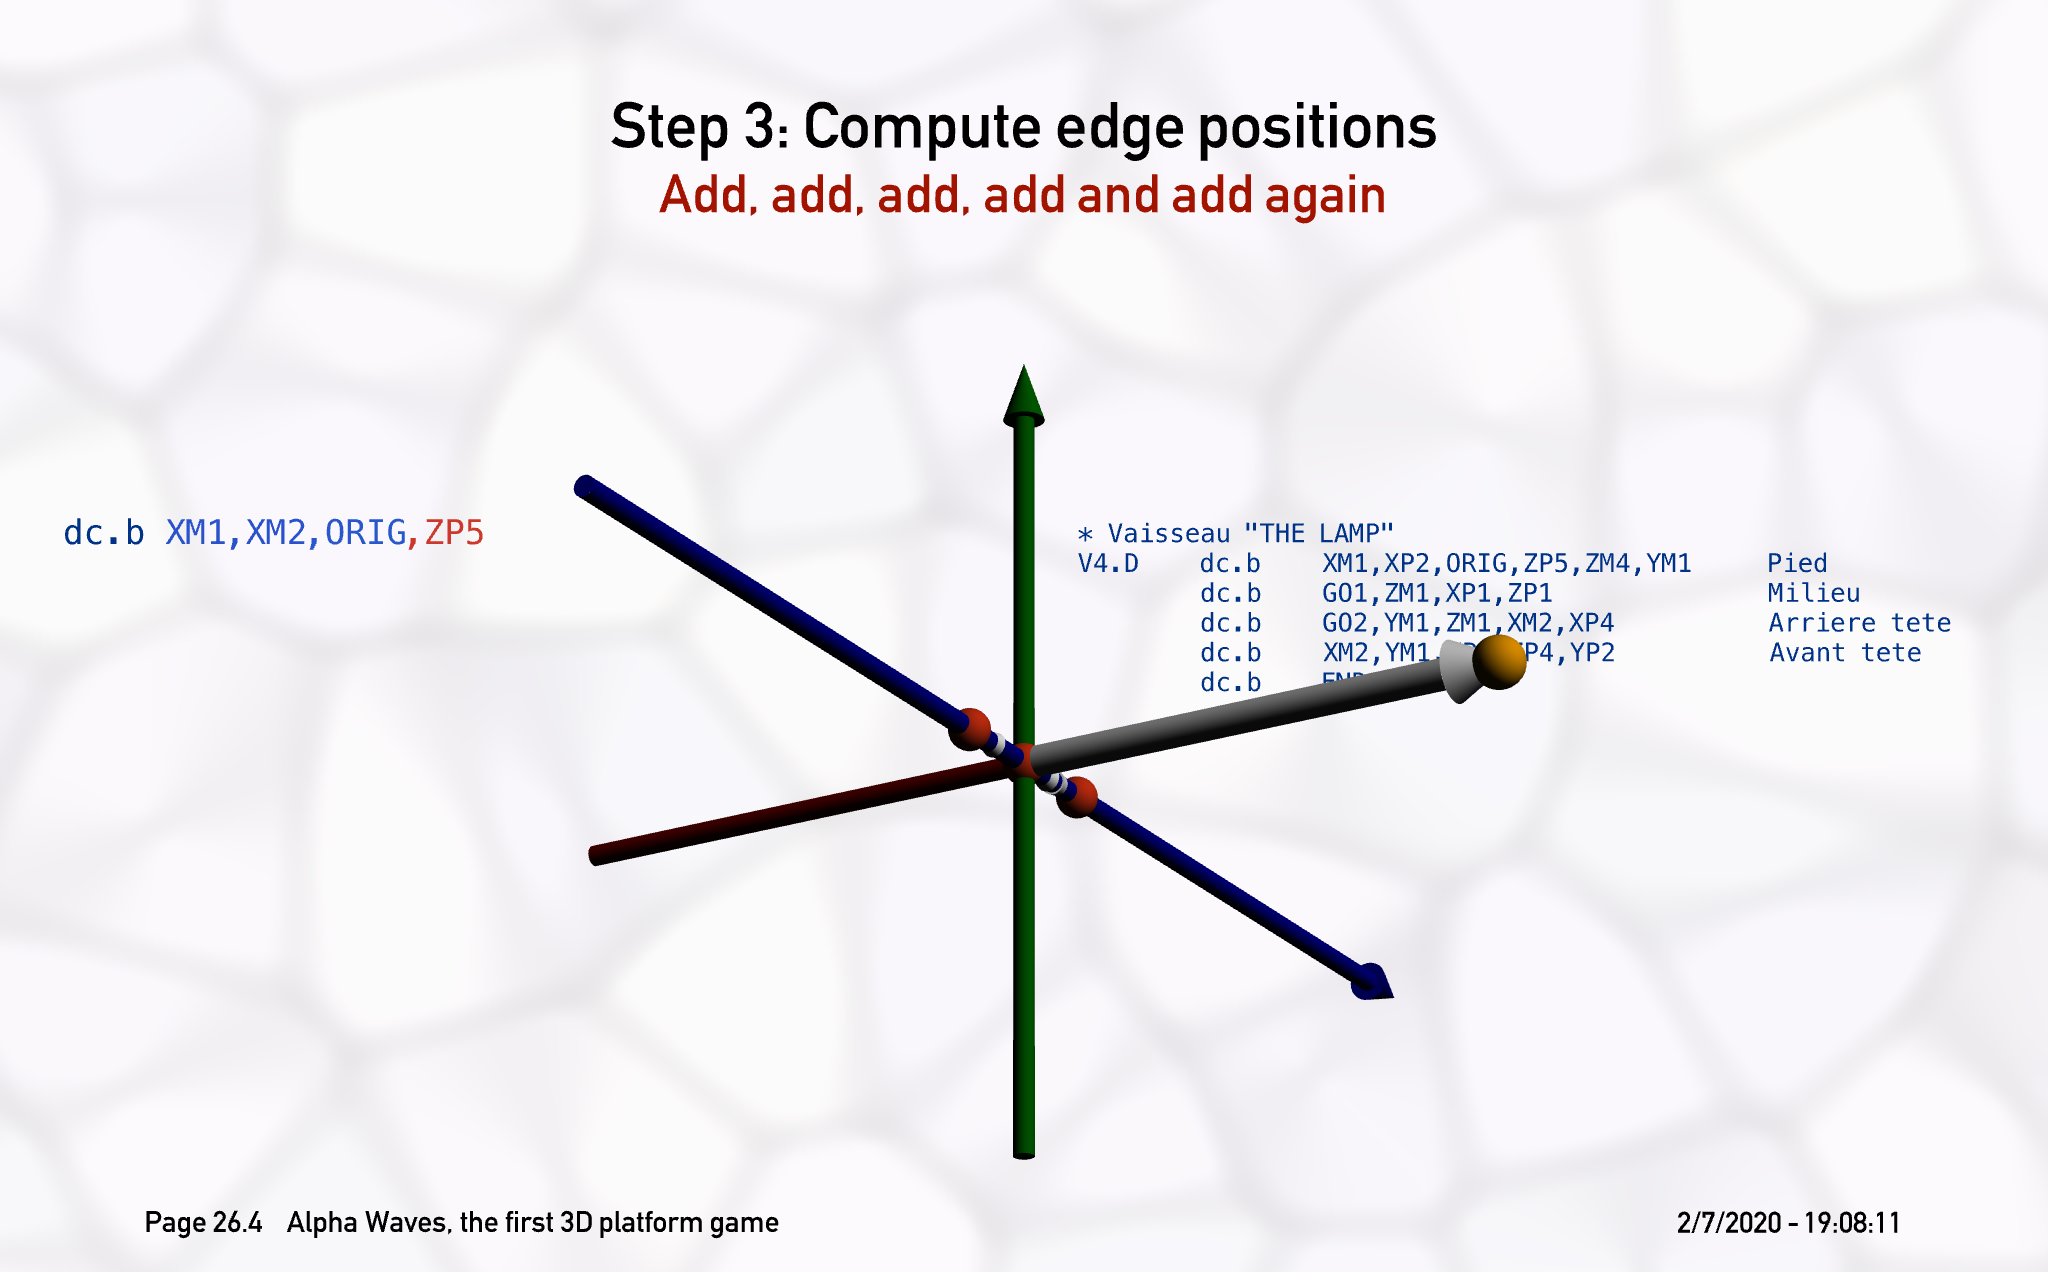 Step 3: Compute edge positions
Add, add, add, add and add again
dc.b XM1,XM2,ORIG,ZP5
* Vaisseau "THE LAMP"
V4.D dc.b XM1,XP2,ORIG,ZP5,ZM4,YM1 Pied
dc.b GO1,ZM1,XP1,ZP1 Milieu
dc.b GO2,YM1,ZM1,XM2,XP4 Arriere tete
dc.b XM2,YM1, YP2 Avant tete
dc.b
Page 26.4 Alpha Waves, the first 3D platform game
2/7/2020 - 19:08:11